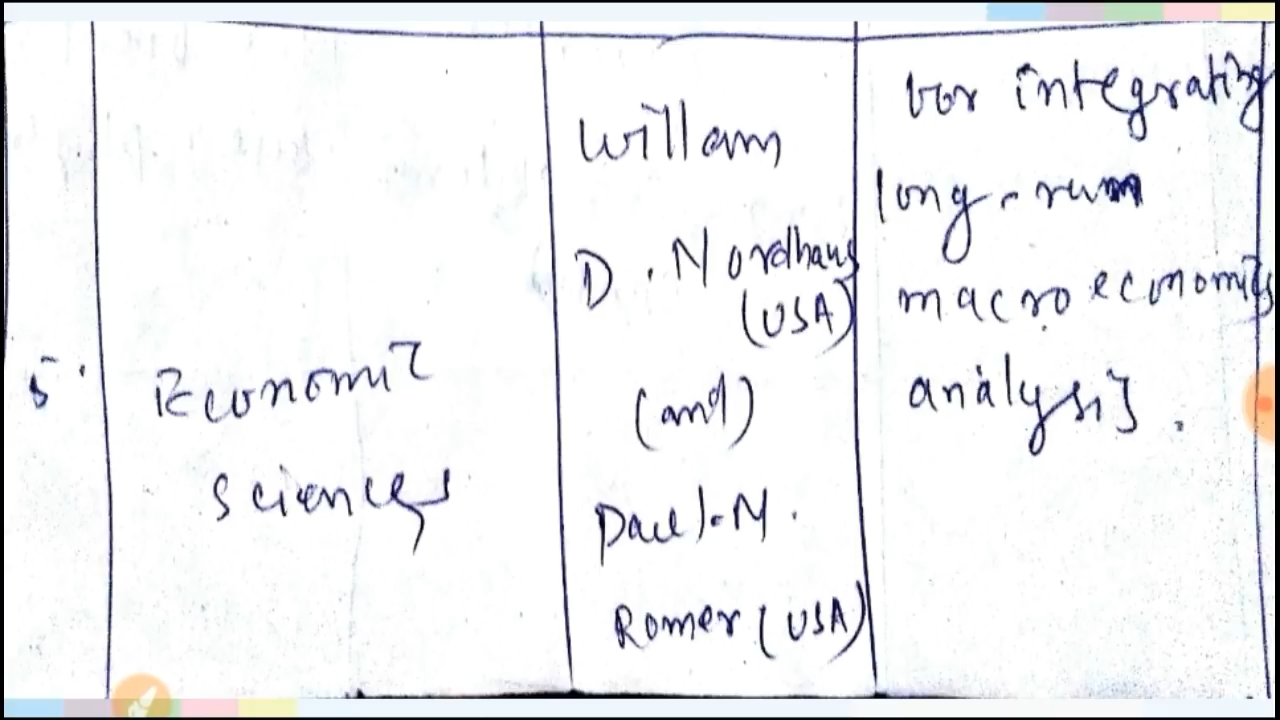 5.
Economic
sciences
Willam
D. Nordhaus
(USA)
(and)
Paul.M.
Romer (USA)
for integrating
long-run
macroeconomics
analysis.